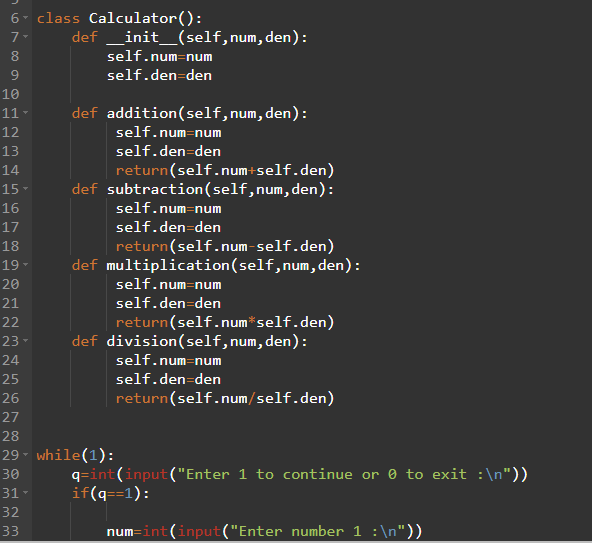 6 class Calculator():
7     def __init__(self,num,den):
8         self.num=num
9         self.den=den
10
11     def addition(self,num,den):
12          self.num=num
13          self.den=den
14          return(self.num+self.den)
15     def subtraction(self,num,den):
16          self.num=num
17          self.den=den
18          return(self.num-self.den)
19     def multiplication(self,num,den):
20          self.num=num
21          self.den=den
22          return(self.num*self.den)
23     def division(self,num,den):
24          self.num=num
25          self.den=den
26          return(self.num/self.den)
27
28
29 while(1):
30     q=int(input("Enter 1 to continue or 0 to exit :\n"))
31     if(q==1):
32
33         num=int(input("Enter number 1 :\n"))